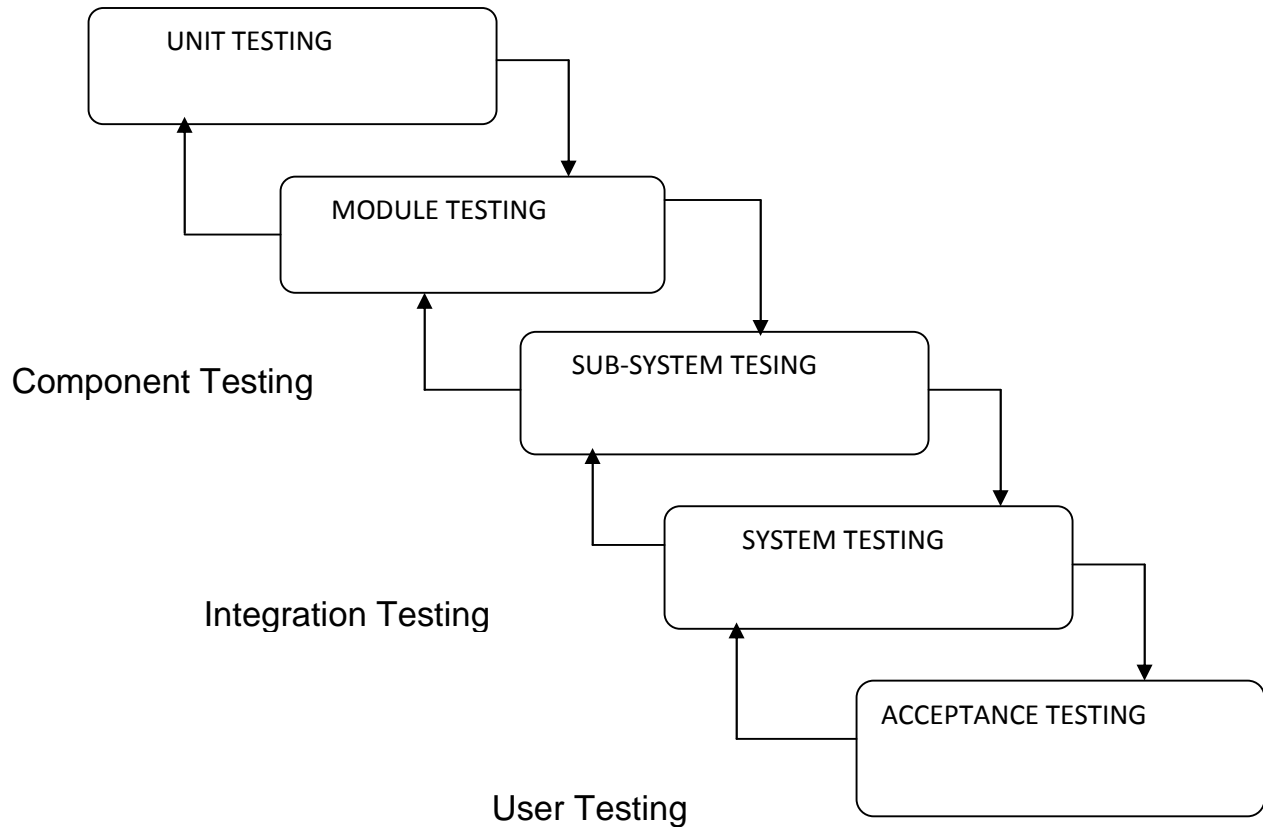 UNIT TESTING
MODULE TESTING
SUB-SYSTEM TESING
Component Testing
SYSTEM TESTING
Integration Testing
ACCEPTANCE TESTING
User Testing